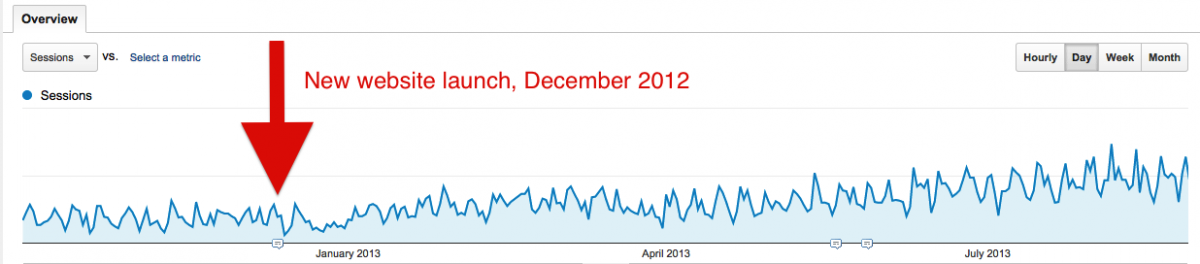 Overview
Sessions VS. Select a metric
Hourly Day Week Month
New website launch, December 2012
Sessions
January 2013 April 2013 July 2013